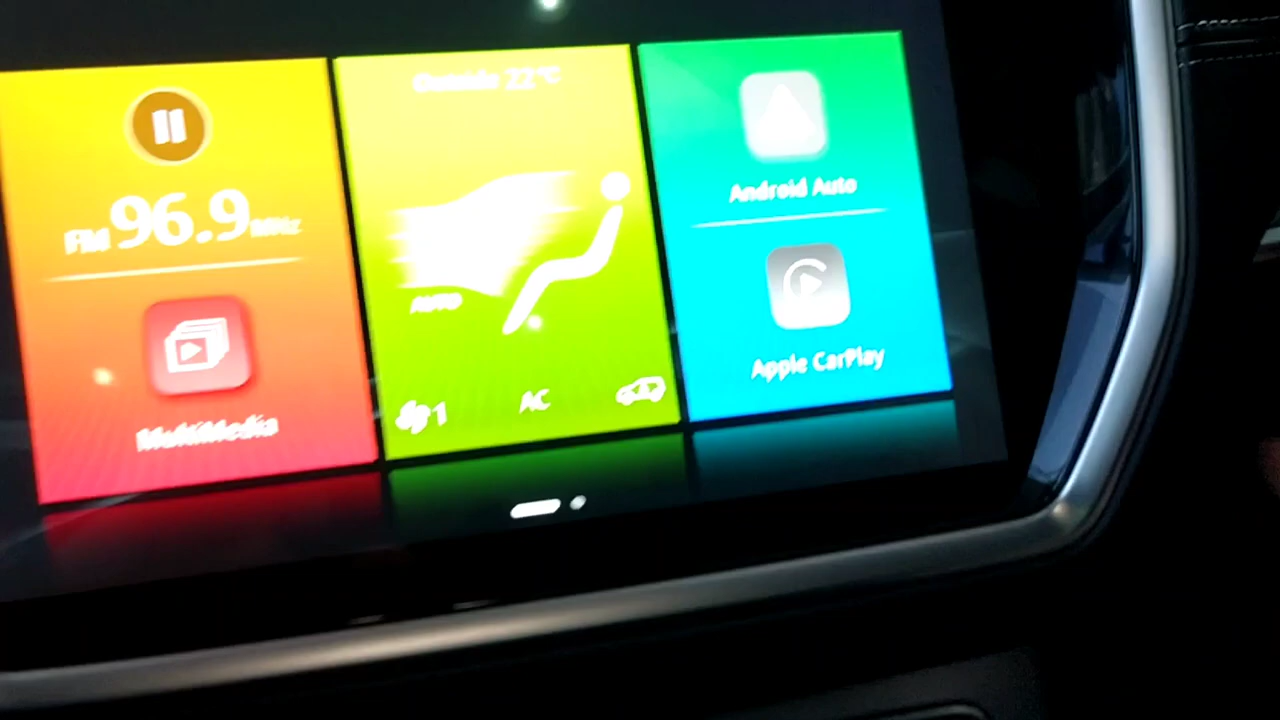 FM 96.9 MHz
MultiMedia
Outside 22°C
AUTO
1
AC
Android Auto
Apple CarPlay